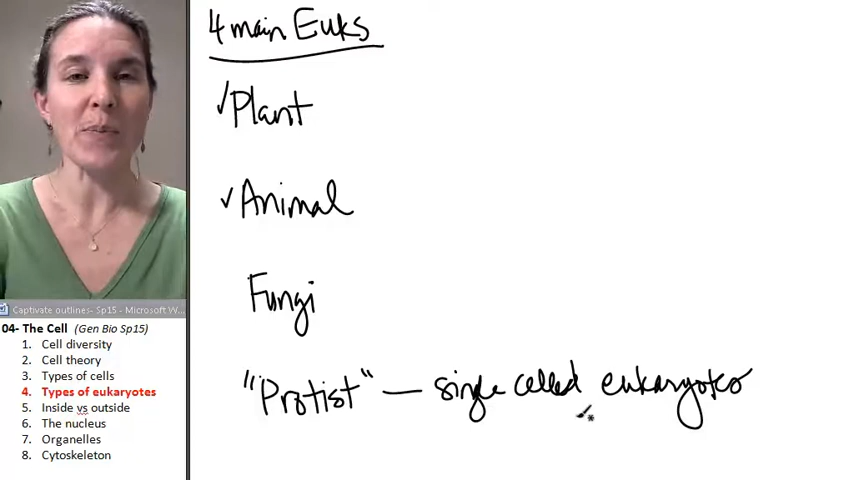 4 main Euks
✓Plant
✓Animal
Fungi
"Protist" — single celled eukaryotes
Captivate outlines- Sp15 - Microsoft W...
04- The Cell (Gen Bio Sp15)
1. Cell diversity
2. Cell theory
3. Types of cells
4. Types of eukaryotes
5. Inside vs outside
6. The nucleus
7. Organelles
8. Cytoskeleton